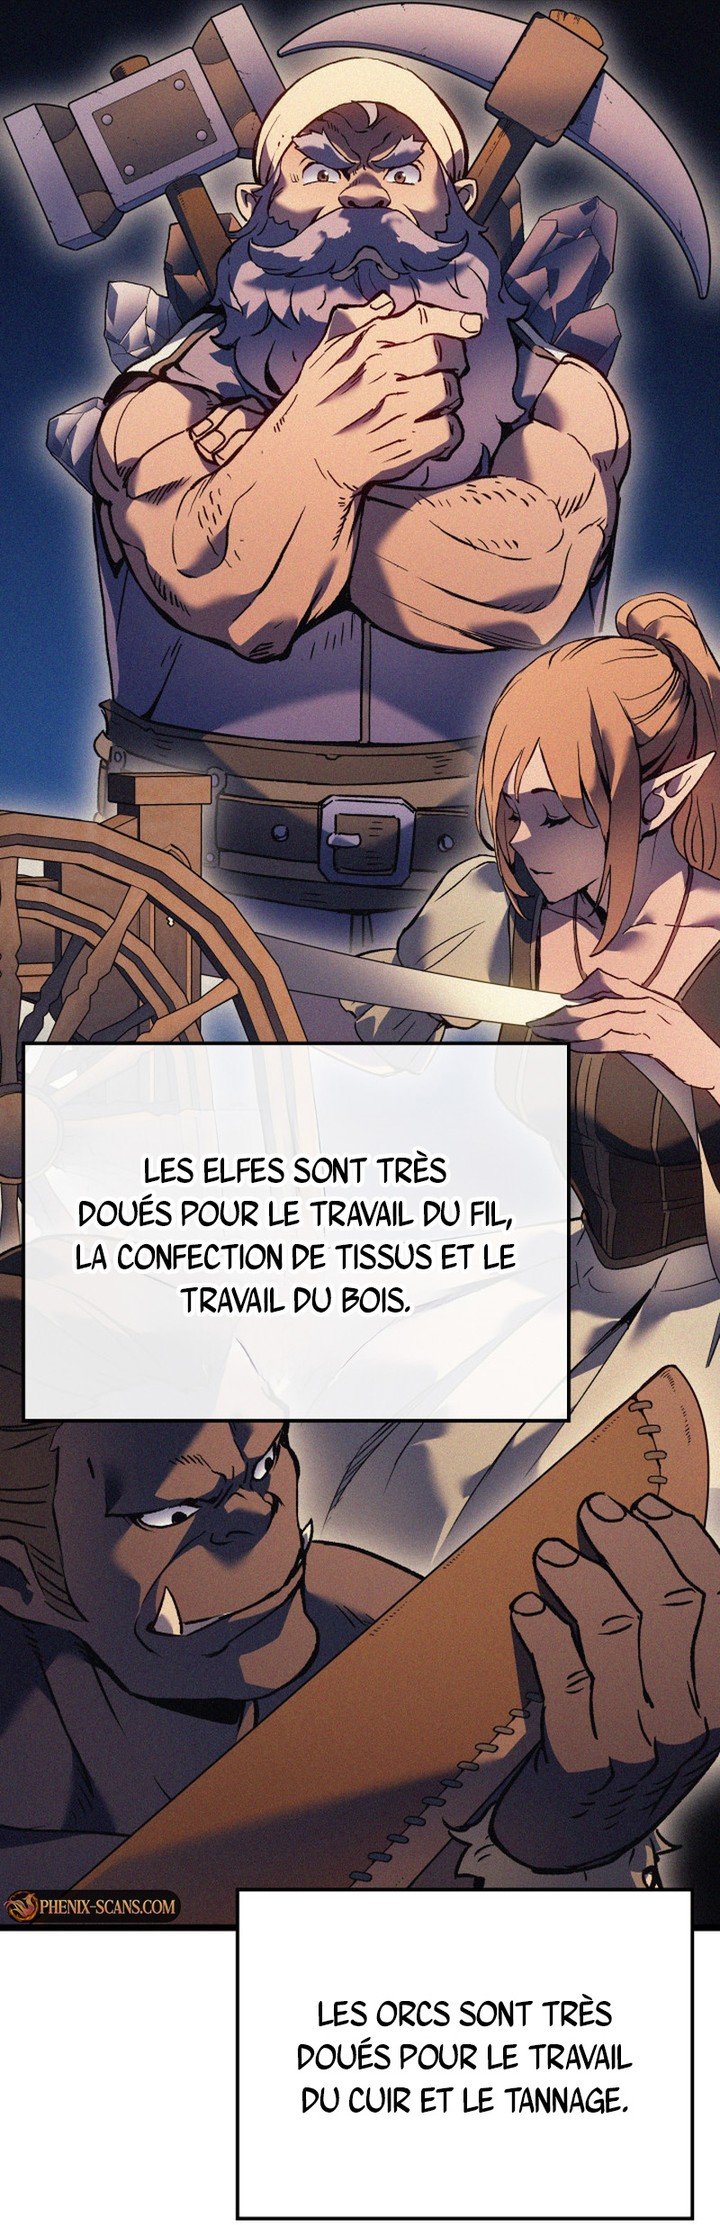 LES ELFES SONT TRÈS
DOUÉS POUR LE TRAVAIL DU FIL,
LA CONFECTION DE TISSUS ET LE
TRAVAIL DU BOIS.
PHENIX-SCANS.COM
LES ORCS SONT TRÈS
DOUÉS POUR LE TRAVAIL
DU CUIR ET LE TANNAGE.